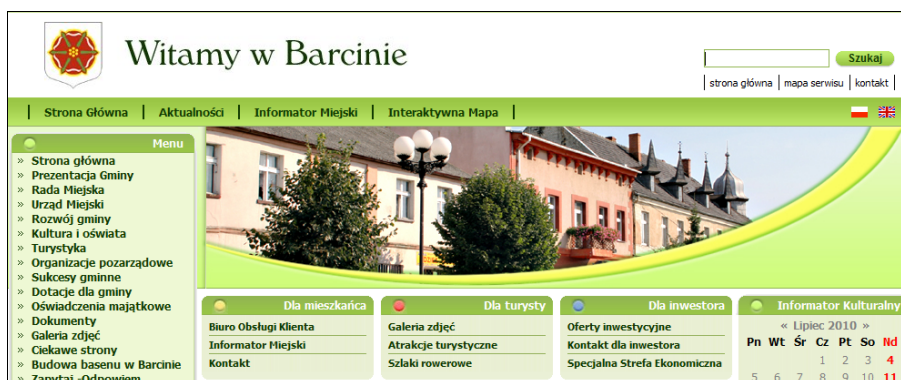 Witamy w Barcinie
Szukaj
strona główna | mapa serwisu | kontakt |
| Strona Główna | Aktualności | Informator Miejski | Interaktywna Mapa |
Menu
» Strona główna
» Prezentacja Gminy
» Rada Miejska
» Urząd Miejski
» Rozwój gminy
» Kultura i oświata
» Turystyka
» Organizacje pozarządowe
» Sukcesy gminne
» Dotacje dla gminy
» Oświadczenia majątkowe
» Dokumenty
» Galeria zdjęć
» Ciekawe strony
» Budowa basenu w Barcinie
» Zapytaj -Odpowiem
Dla mieszkańca
Biuro Obsługi Klienta
Informator Miejski
Kontakt
Dla turysty
Galeria zdjęć
Atrakcje turystyczne
Szlaki rowerowe
Dla inwestora
Oferty inwestycyjne
Kontakt dla inwestora
Specjalna Strefa Ekonomiczna
Informator Kulturalny
« Lipiec 2010 »
Pn Wt Śr Cz Pt So Nd
1 2 3 4
5 6 7 8 9 10 11